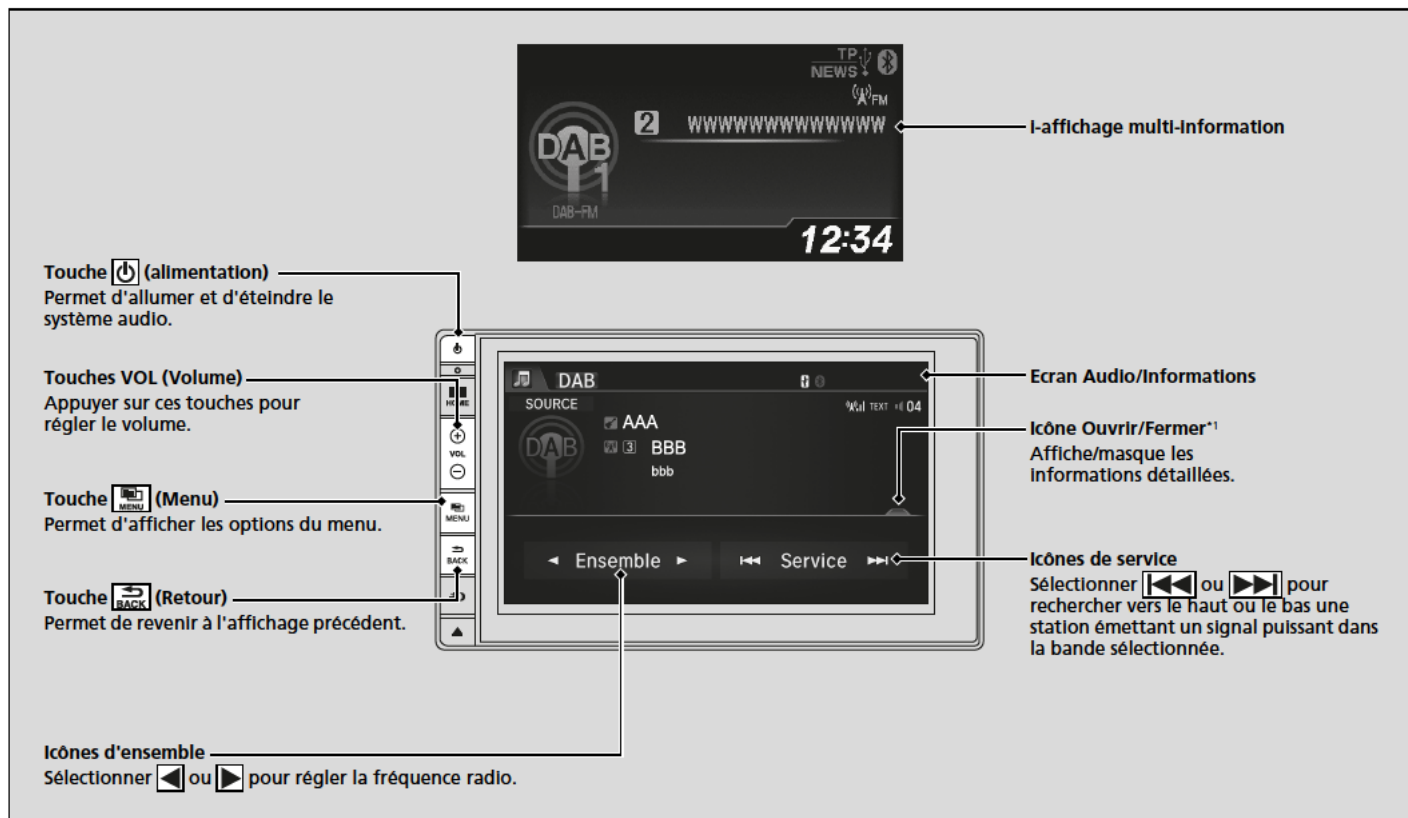 TP
NEWS
FM
2 WWWWWWWWWWWWW
DAB
1
DAB-FM
12:34
I-affichage multi-information
Touche (alimentation)
Permet d'allumer et d'éteindre le
système audio.
Touches VOL (Volume)
Appuyer sur ces touches pour
régler le volume.
Touche MENU (Menu)
Permet d'afficher les options du menu.
Touche BACK (Retour)
Permet de revenir à l'affichage précédent.
HOME
VOL
MENU
BACK
DAB
SOURCE
TEXT 04
DAB
AAA
3 BBB
bbb
Ensemble
Service
Ecran Audio/Informations
Icône Ouvrir/Fermer*1
Affiche/masque les
informations détaillées.
Icônes de service
Sélectionner ou pour
rechercher vers le haut ou le bas une
station émettant un signal puissant dans
la bande sélectionnée.
Icônes d'ensemble
Sélectionner ou pour régler la fréquence radio.